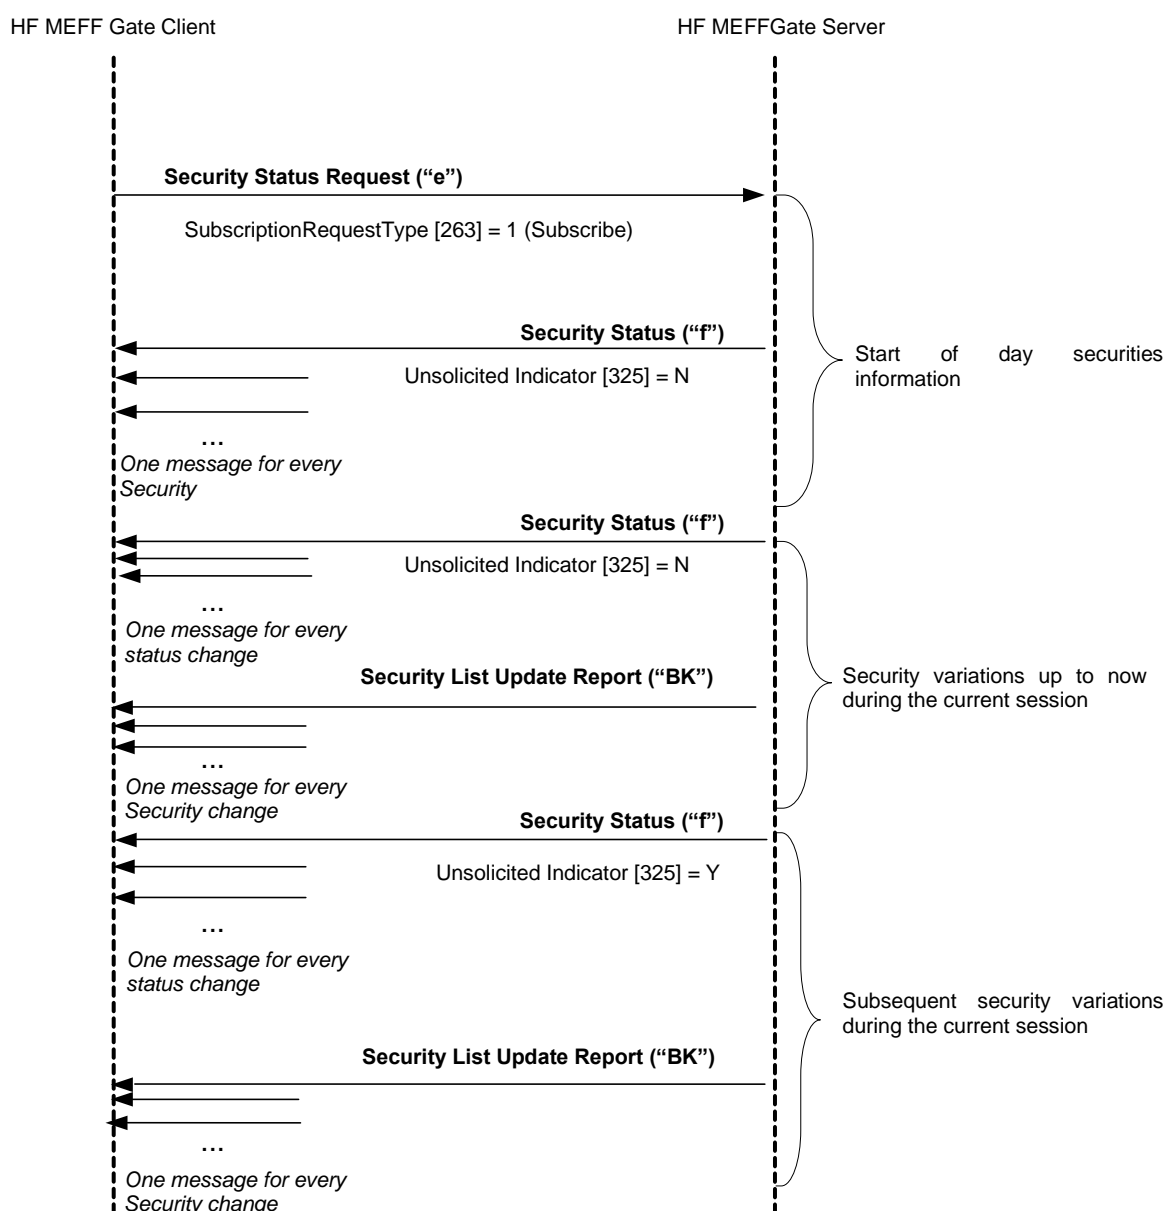 HF MEFF Gate Client
HF MEFFGate Server
Security Status Request (“e”)
SubscriptionRequestType [263] = 1 (Subscribe)
Security Status (“f”)
Unsolicited Indicator [325] = N
Start of day securities
information
...
One message for every
Security
Security Status (“f”)
Unsolicited Indicator [325] = N
...
One message for every
status change
Security List Update Report (“BK”)
Security variations up to now
during the current session
...
One message for every
Security change
Security Status (“f”)
Unsolicited Indicator [325] = Y
...
One message for every
status change
Subsequent security variations
during the current session
Security List Update Report (“BK”)
...
One message for every
Security change